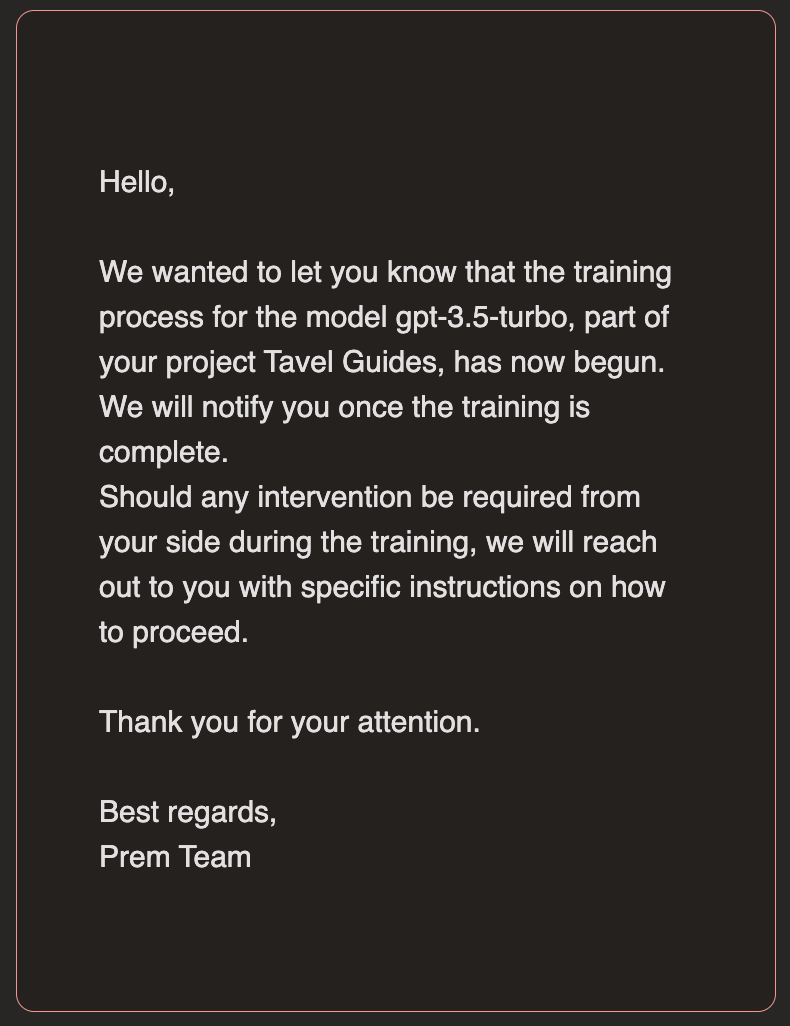 Hello,
We wanted to let you know that the training
process for the model gpt-3.5-turbo, part of
your project Tavel Guides, has now begun.
We will notify you once the training is
complete.
Should any intervention be required from
your side during the training, we will reach
out to you with specific instructions on how
to proceed.
Thank you for your attention.
Best regards,
Prem Team